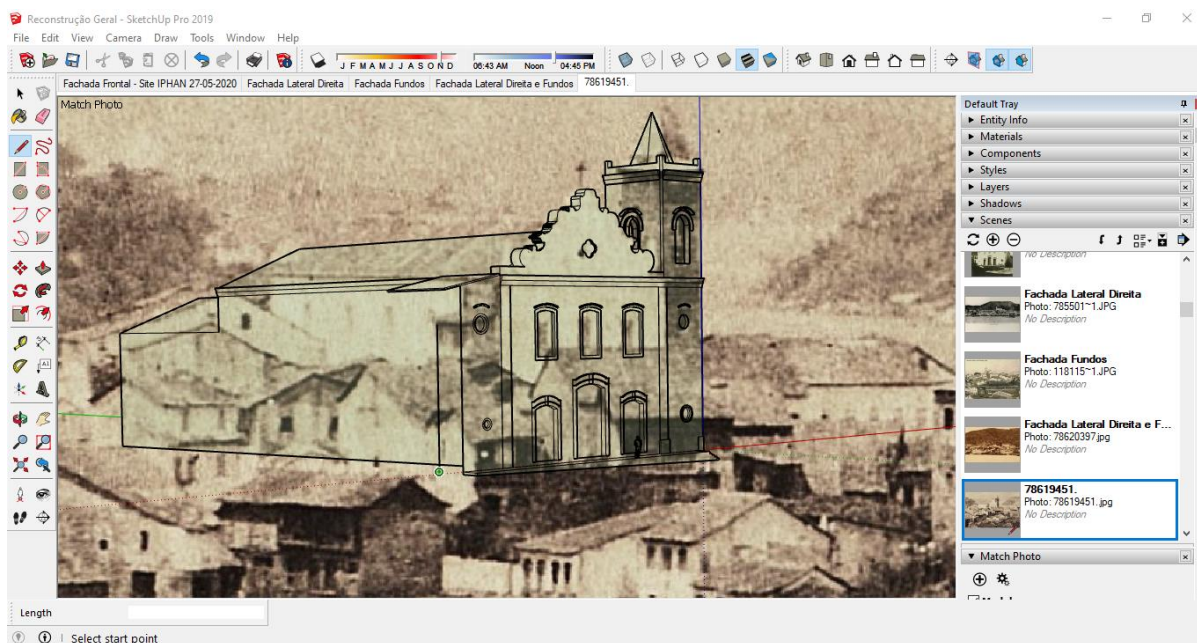 Reconstrução Geral - SketchUp Pro 2019
File Edit View Camera Draw Tools Window Help
J F M A M J J A S O N D 06:43 AM Noon 04:45 PM
Fachada Frontal - Site IPHAN 27-05-2020 Fachada Lateral Direita Fachada Fundos Fachada Lateral Direita e Fundos 78619451.
Match Photo
Default Tray
Entity Info
Materials
Components
Styles
Layers
Shadows
Scenes
No Description
Fachada Lateral Direita
Photo: 785501~1.JPG
No Description
Fachada Fundos
Photo: 118115~1.JPG
No Description
Fachada Lateral Direita e F...
Photo: 78620397.jpg
No Description
78619451.
Photo: 78619451.jpg
No Description
Match Photo
Length
Select start point